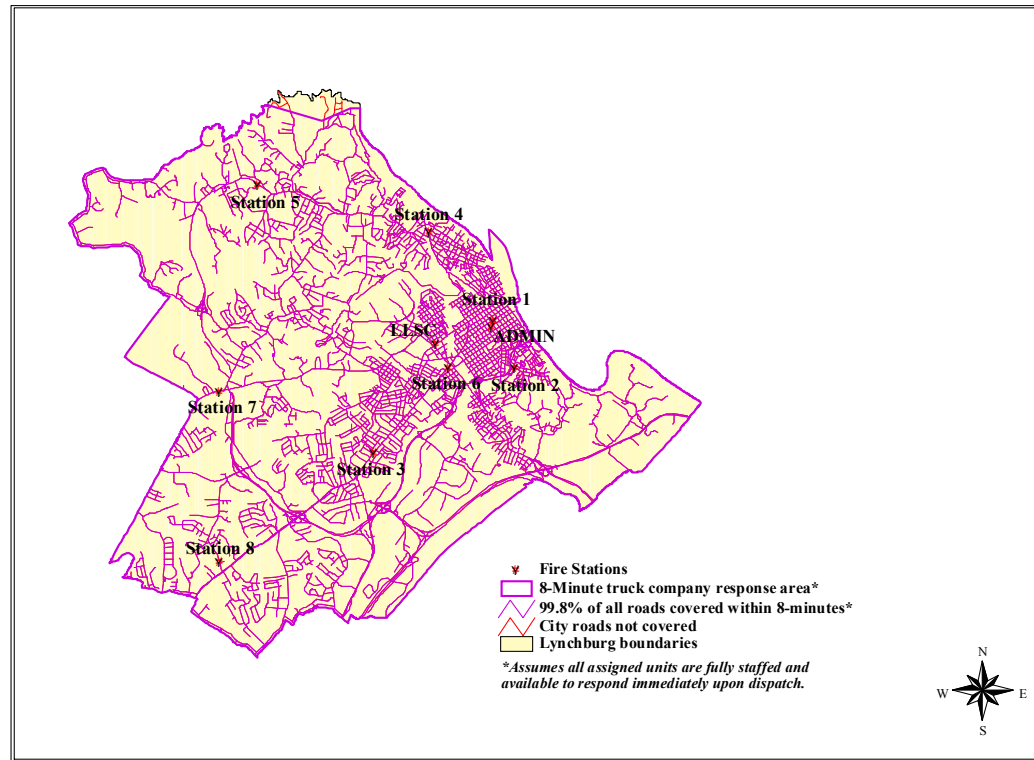 Station 5
Station 4
Station 1
LLSC
ADMIN
Station 6
Station 2
Station 7
Station 3
Station 8
Fire Stations
8-Minute truck company response area*
99.8% of all roads covered within 8-minutes*
City roads not covered
Lynchburg boundaries
*Assumes all assigned units are fully staffed and
available to respond immediately upon dispatch.
N
W
E
S